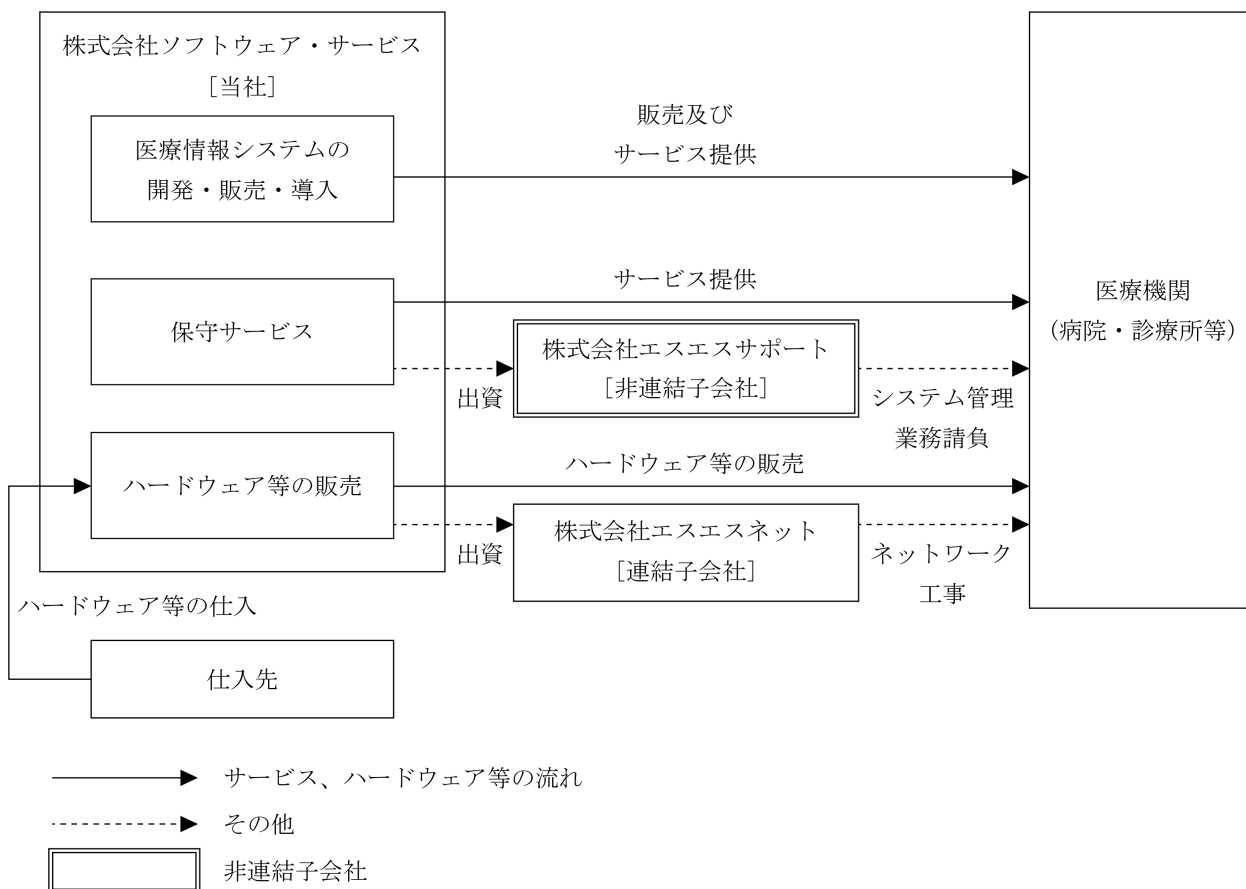 株式会社ソフトウェア・サービス
［当社］
医療情報システムの
開発・販売・導入
販売及び
サービス提供
保守サービス
サービス提供
医療機関
(病院・診療所等)
株式会社エスエスサポート
［非連結子会社］
出資
システム管理
業務請負
ハードウェア等の販売
ハードウェア等の販売
株式会社エスエスネット
［連結子会社］
出資
ネットワーク
工事
ハードウェア等の仕入
仕入先
サービス、ハードウェア等の流れ
その他
非連結子会社